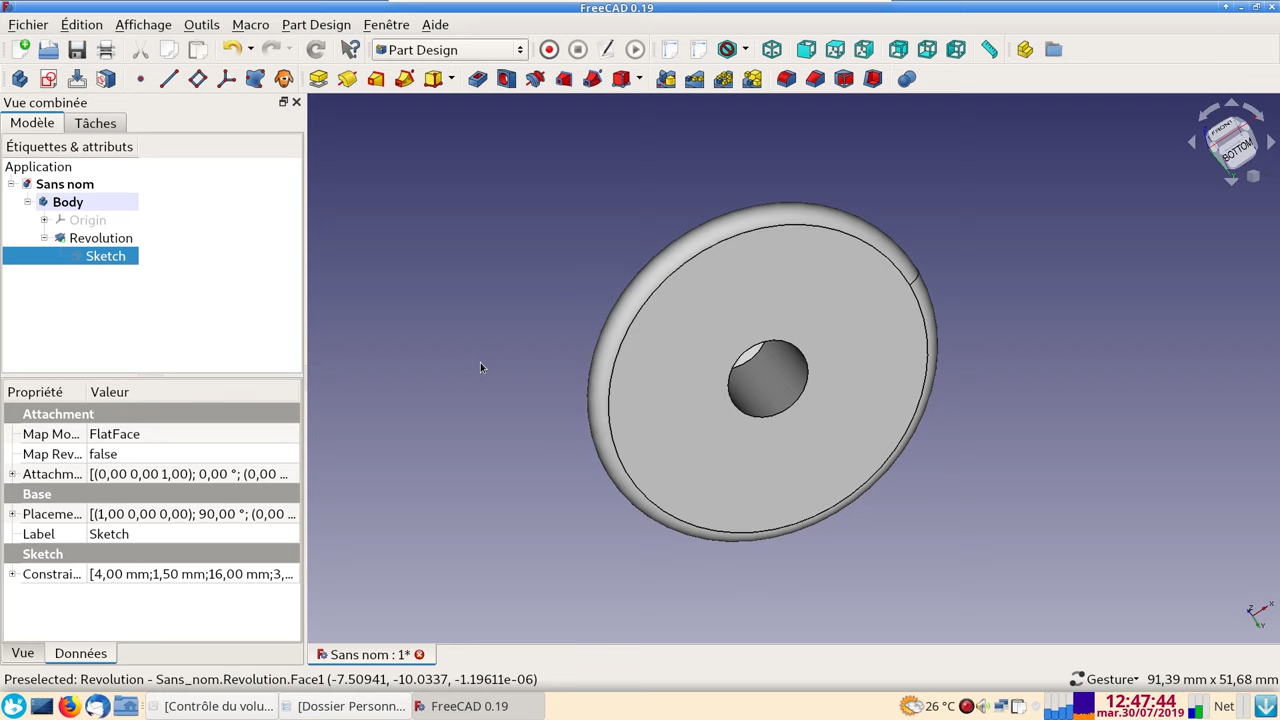 FreeCAD 0.19
Fichier Édition Affichage Outils Macro Part Design Fenêtre Aide
Part Design
Vue combinée
Modèle Tâches
Étiquettes & attributs
Application
Sans nom
Body
Origin
Revolution
Sketch
FRONT
BOTTOM
Propriété Valeur
Attachment
Map Mo... FlatFace
Map Rev... false
Attachm... [(0,00 0,00 1,00); 0,00 °; (0,00 ...
Base
Placeme... [(1,00 0,00 0,00); 90,00 °; (0,00 ...
Label Sketch
Sketch
Constrai... [4,00 mm;1,50 mm;16,00 mm;3,...
X
Z
Y
Vue Données
Sans nom : 1*
Preselected: Revolution - Sans_nom.Revolution.Face1 (-7.50941, -10.0337, -1.19611e-06)
Gesture 91,39 mm x 51,68 mm
[Contrôle du volu... [Dossier Personn... FreeCAD 0.19
26 °C
12:47:44
mar.30/07/2019
Net